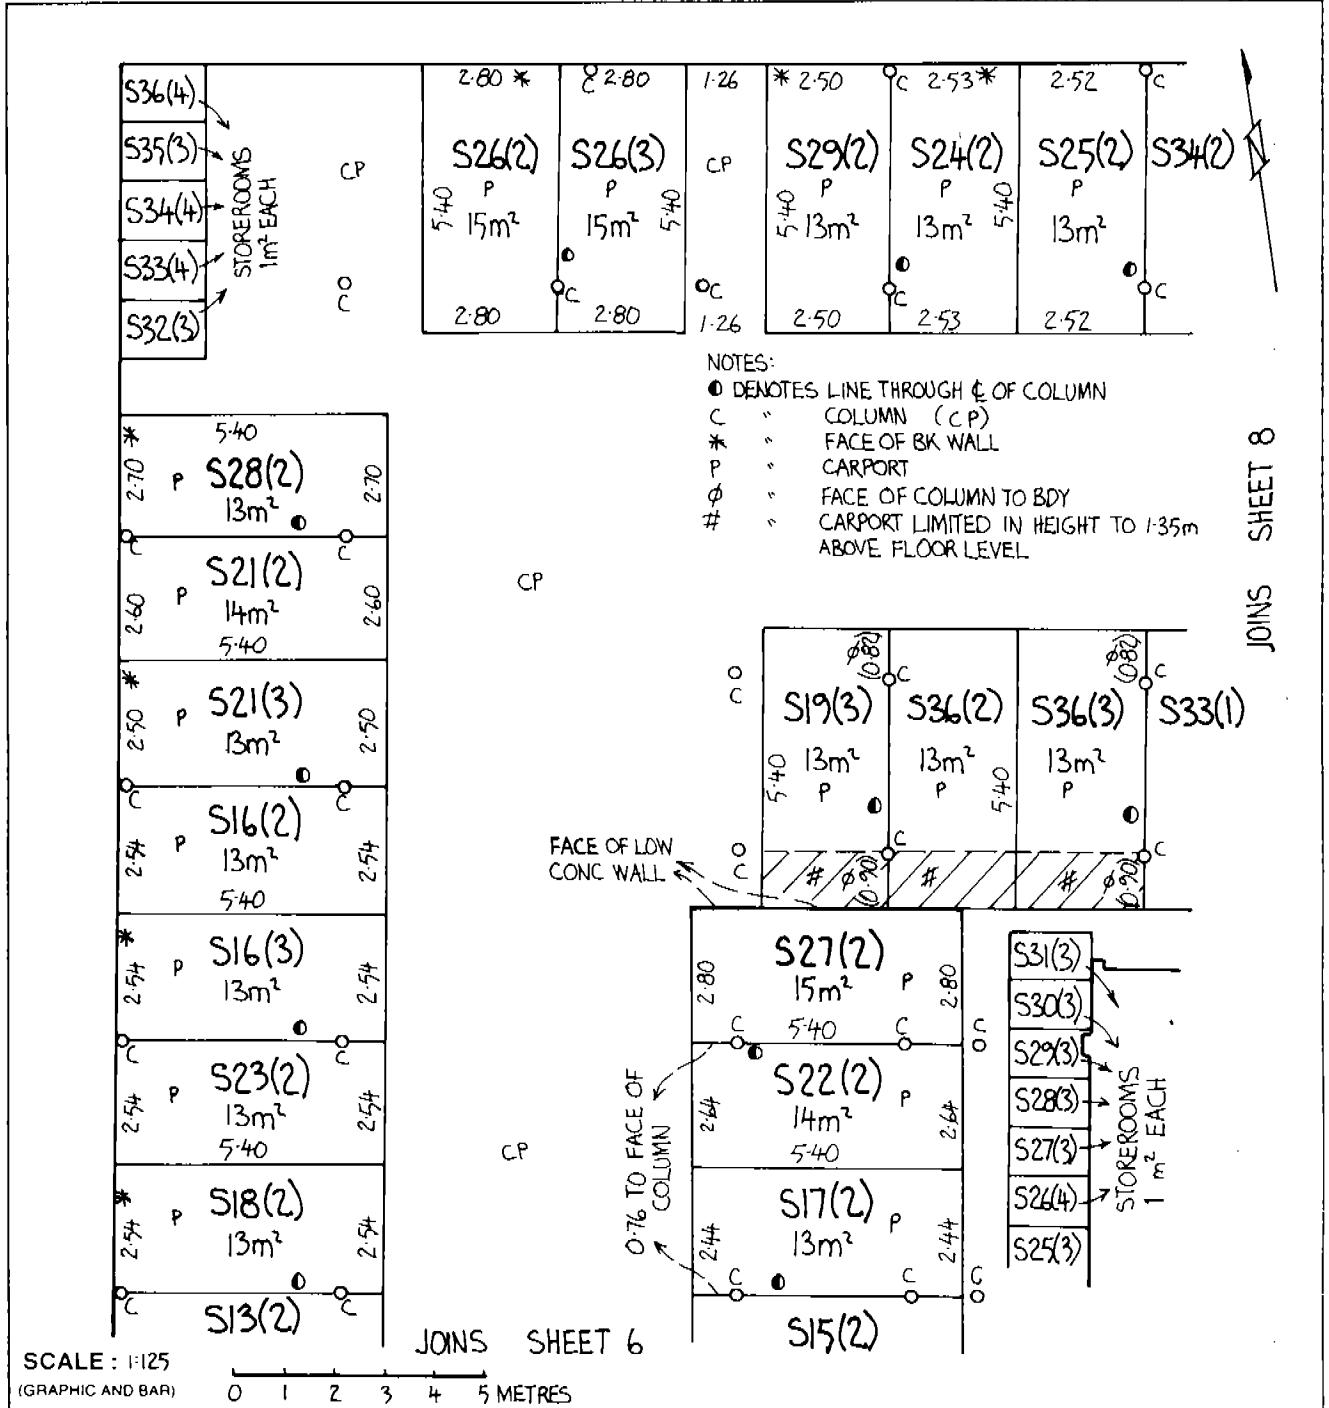 S36(4)
S35(3)
S34(4)
S33(4)
S32(3)
STOREROOMS
1m² EACH
CP
C
2.80 *
C 2.80
1.26
* 2.50
C 2.53 *
2.52
C
S26(2)
P
5.40
15m²
2.80
S26(3)
P
15m²
5.40
C
2.80
CP
C
1.26
S29(2)
P
5.40
13m²
2.50
S24(2)
P
13m²
5.40
C
2.53
S25(2)
P
13m²
2.52
S34(2)
C
NOTES:
◐ DENOTES LINE THROUGH ℄ OF COLUMN
C " COLUMN (CP)
* " FACE OF BK WALL
P " CARPORT
ϕ " FACE OF COLUMN TO BDY
# " CARPORT LIMITED IN HEIGHT TO 1.35m
ABOVE FLOOR LEVEL
JOINS SHEET 8
*
5.40
2.70
P
S28(2)
13m²
2.70
C
C
S21(2)
P
14m²
2.60
2.60
5.40
*
S21(3)
P
13m²
2.50
2.50
C
C
S16(2)
P
13m²
2.54
2.54
5.40
*
S16(3)
P
13m²
2.54
2.54
C
C
S23(2)
P
13m²
2.54
2.54
5.40
*
S18(2)
P
13m²
2.54
2.54
C
C
S13(2)
CP
CP
C
C
ϕ
(0.82)
C
ϕ
(0.82)
C
S19(3)
13m²
P
5.40
S36(2)
13m²
P
5.40
S36(3)
13m²
P
S33(1)
FACE OF LOW
CONC WALL
# ϕ
(0.90)
C
#
# ϕ
(0.90)
C
S27(2)
15m²
P
2.80
2.80
5.40
C
C
C
S22(2)
14m²
P
2.64
2.64
5.40
0.76 TO FACE OF
COLUMN
S17(2)
13m²
P
2.44
2.44
C
C
C
S15(2)
S31(3)
S30(3)
S29(3)
S28(3)
S27(3)
S26(4)
S25(3)
STOREROOMS
1 m² EACH
JOINS SHEET 6
SCALE : 1:125
(GRAPHIC AND BAR)
0 1 2 3 4 5 METRES